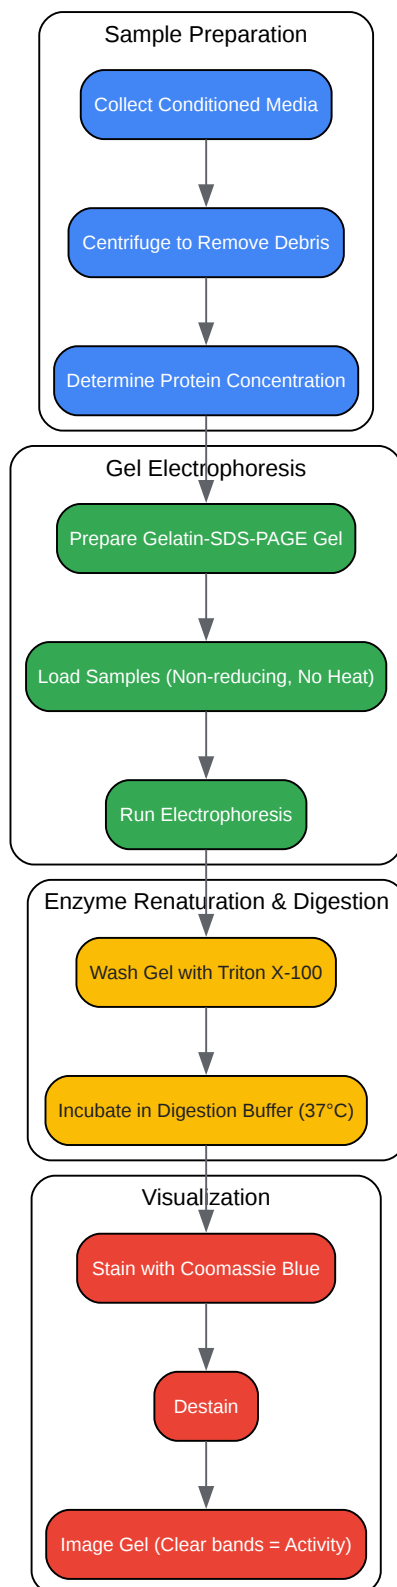 Sample Preparation
Collect Conditioned Media
Centrifuge to Remove Debris
Determine Protein Concentration
Gel Electrophoresis
Prepare Gelatin-SDS-PAGE Gel
Load Samples (Non-reducing, No Heat)
Run Electrophoresis
Enzyme Renaturation & Digestion
Wash Gel with Triton X-100
Incubate in Digestion Buffer (37°C)
Visualization
Stain with Coomassie Blue
Destain
Image Gel (Clear bands = Activity)